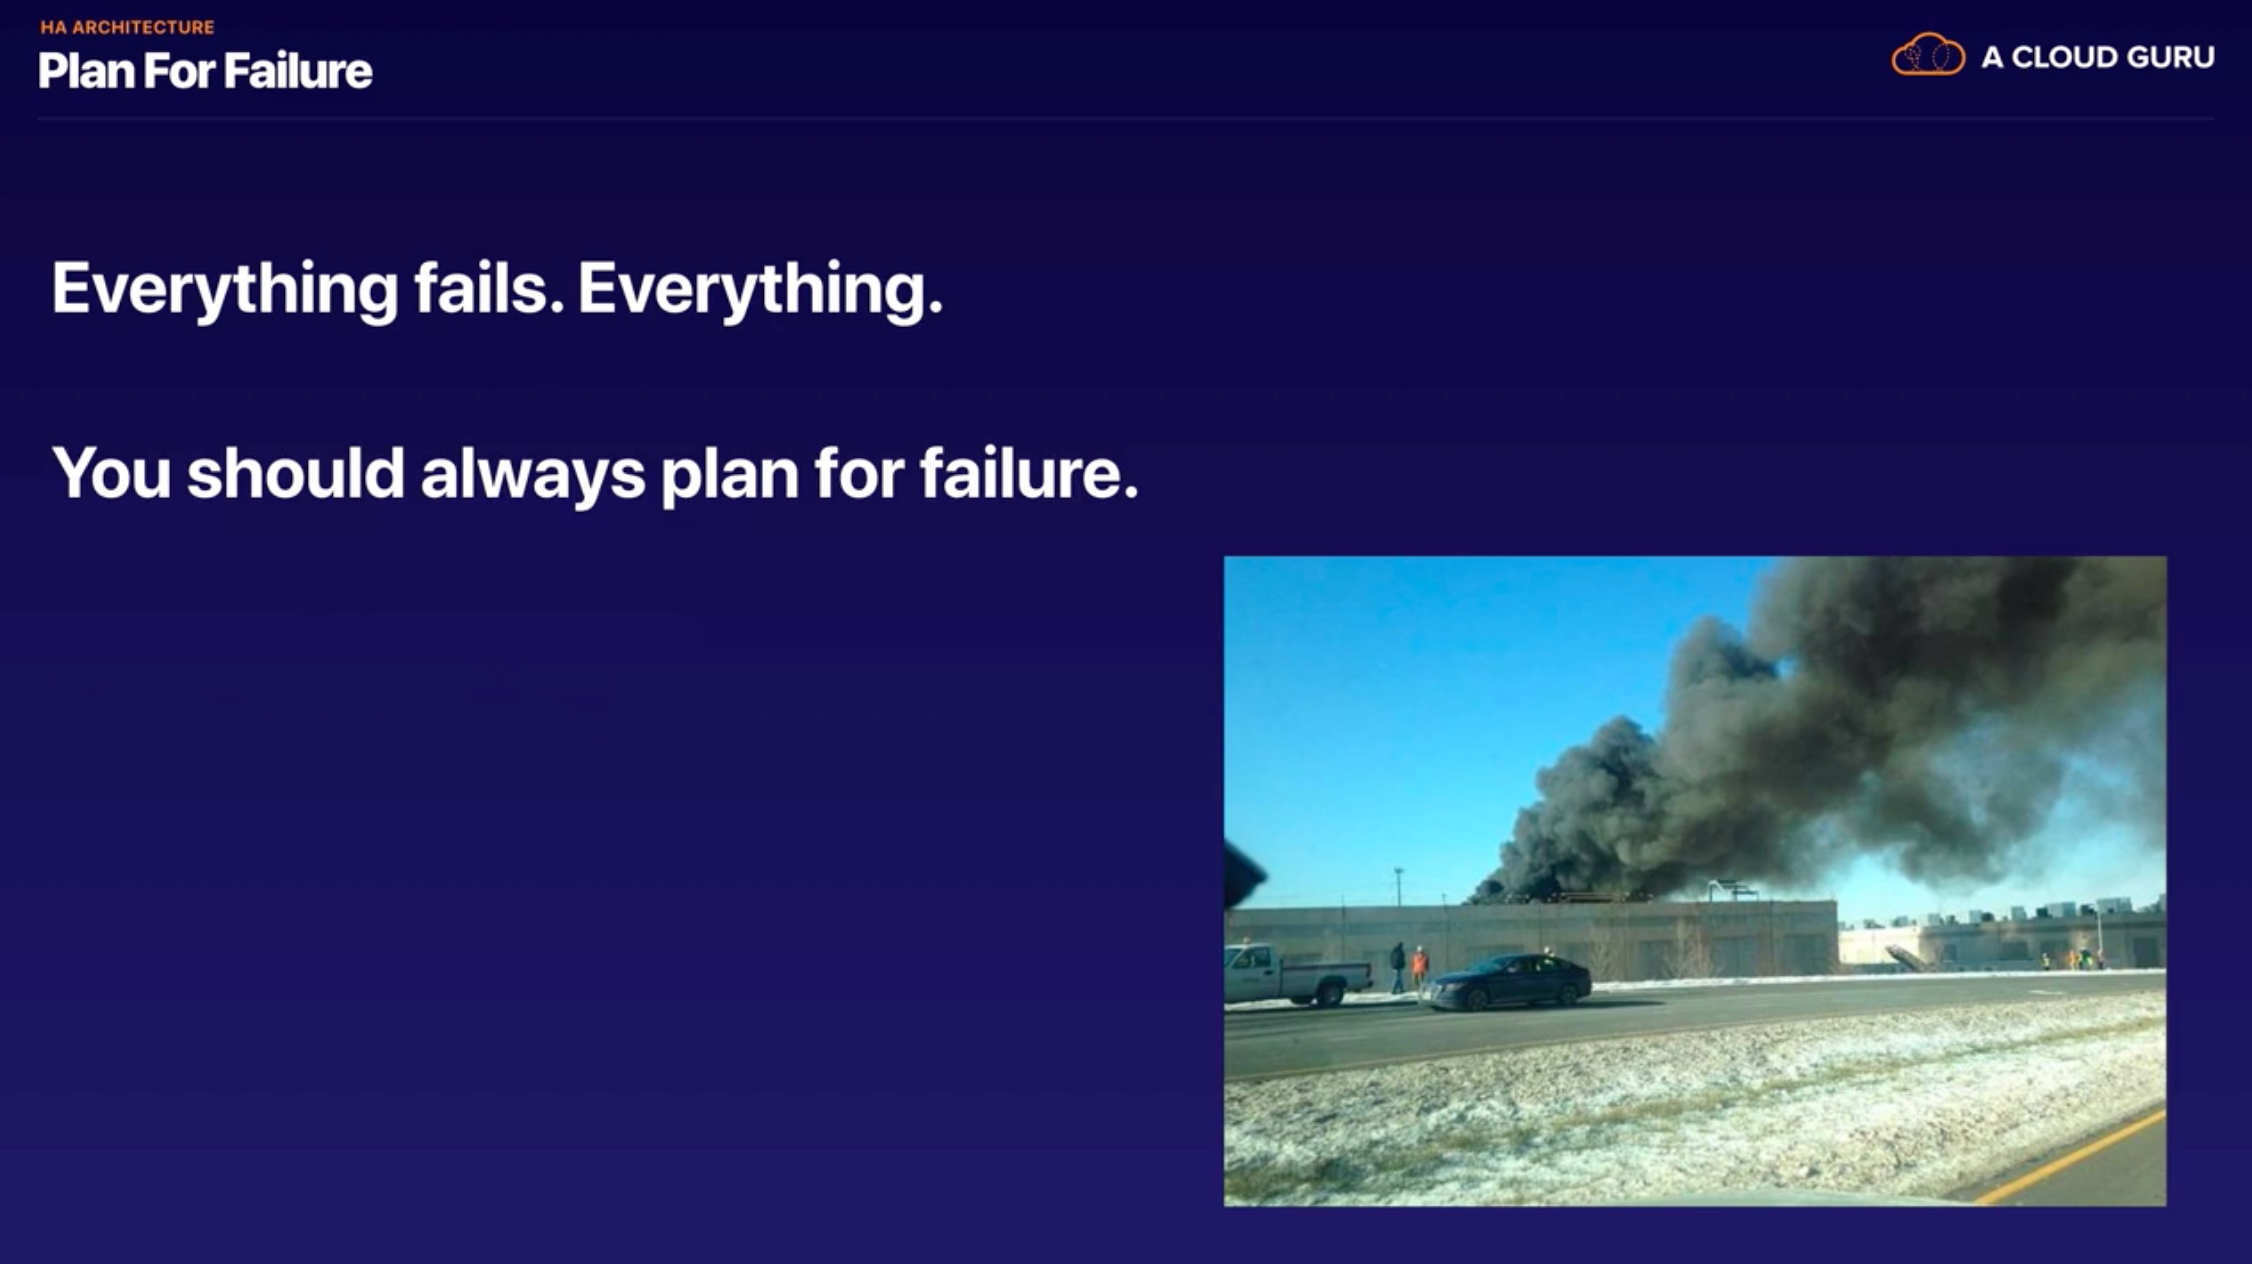 HA ARCHITECTURE
Plan For Failure
A CLOUD GURU
Everything fails. Everything.
You should always plan for failure.